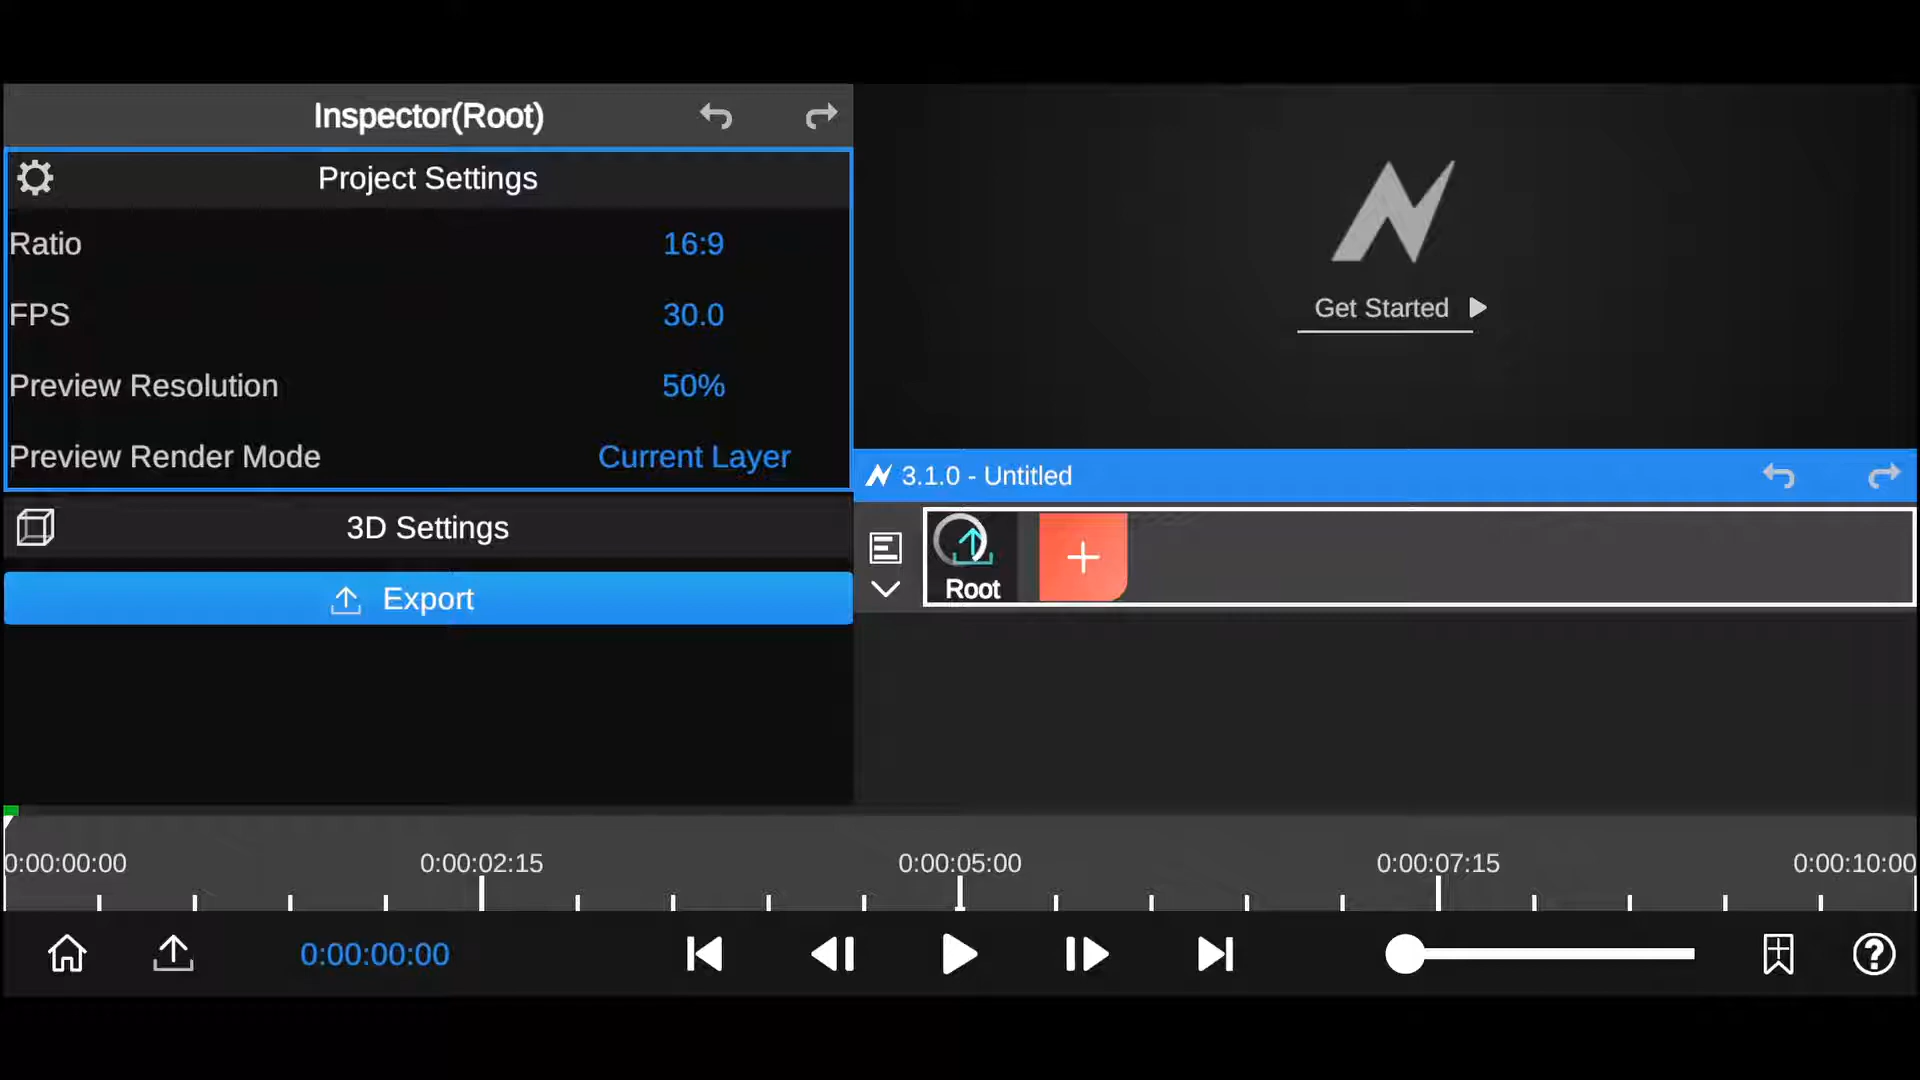 Inspector(Root)
Project Settings
Ratio 16:9
FPS 30.0
Preview Resolution 50%
Preview Render Mode Current Layer
3D Settings
Export
Get Started
3.1.0 - Untitled
Root
0:00:00:00 0:00:02:15 0:00:05:00 0:00:07:15 0:00:10:00
0:00:00:00